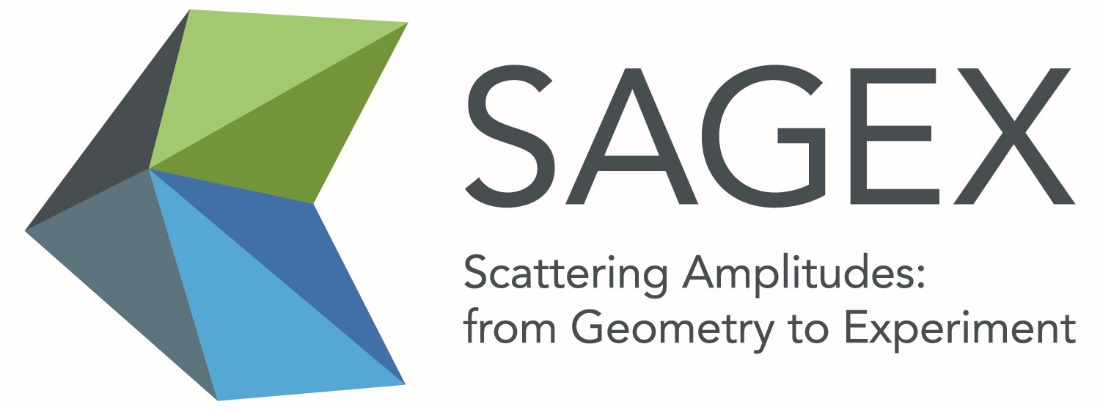 SAGEX
Scattering Amplitudes:
from Geometry to Experiment